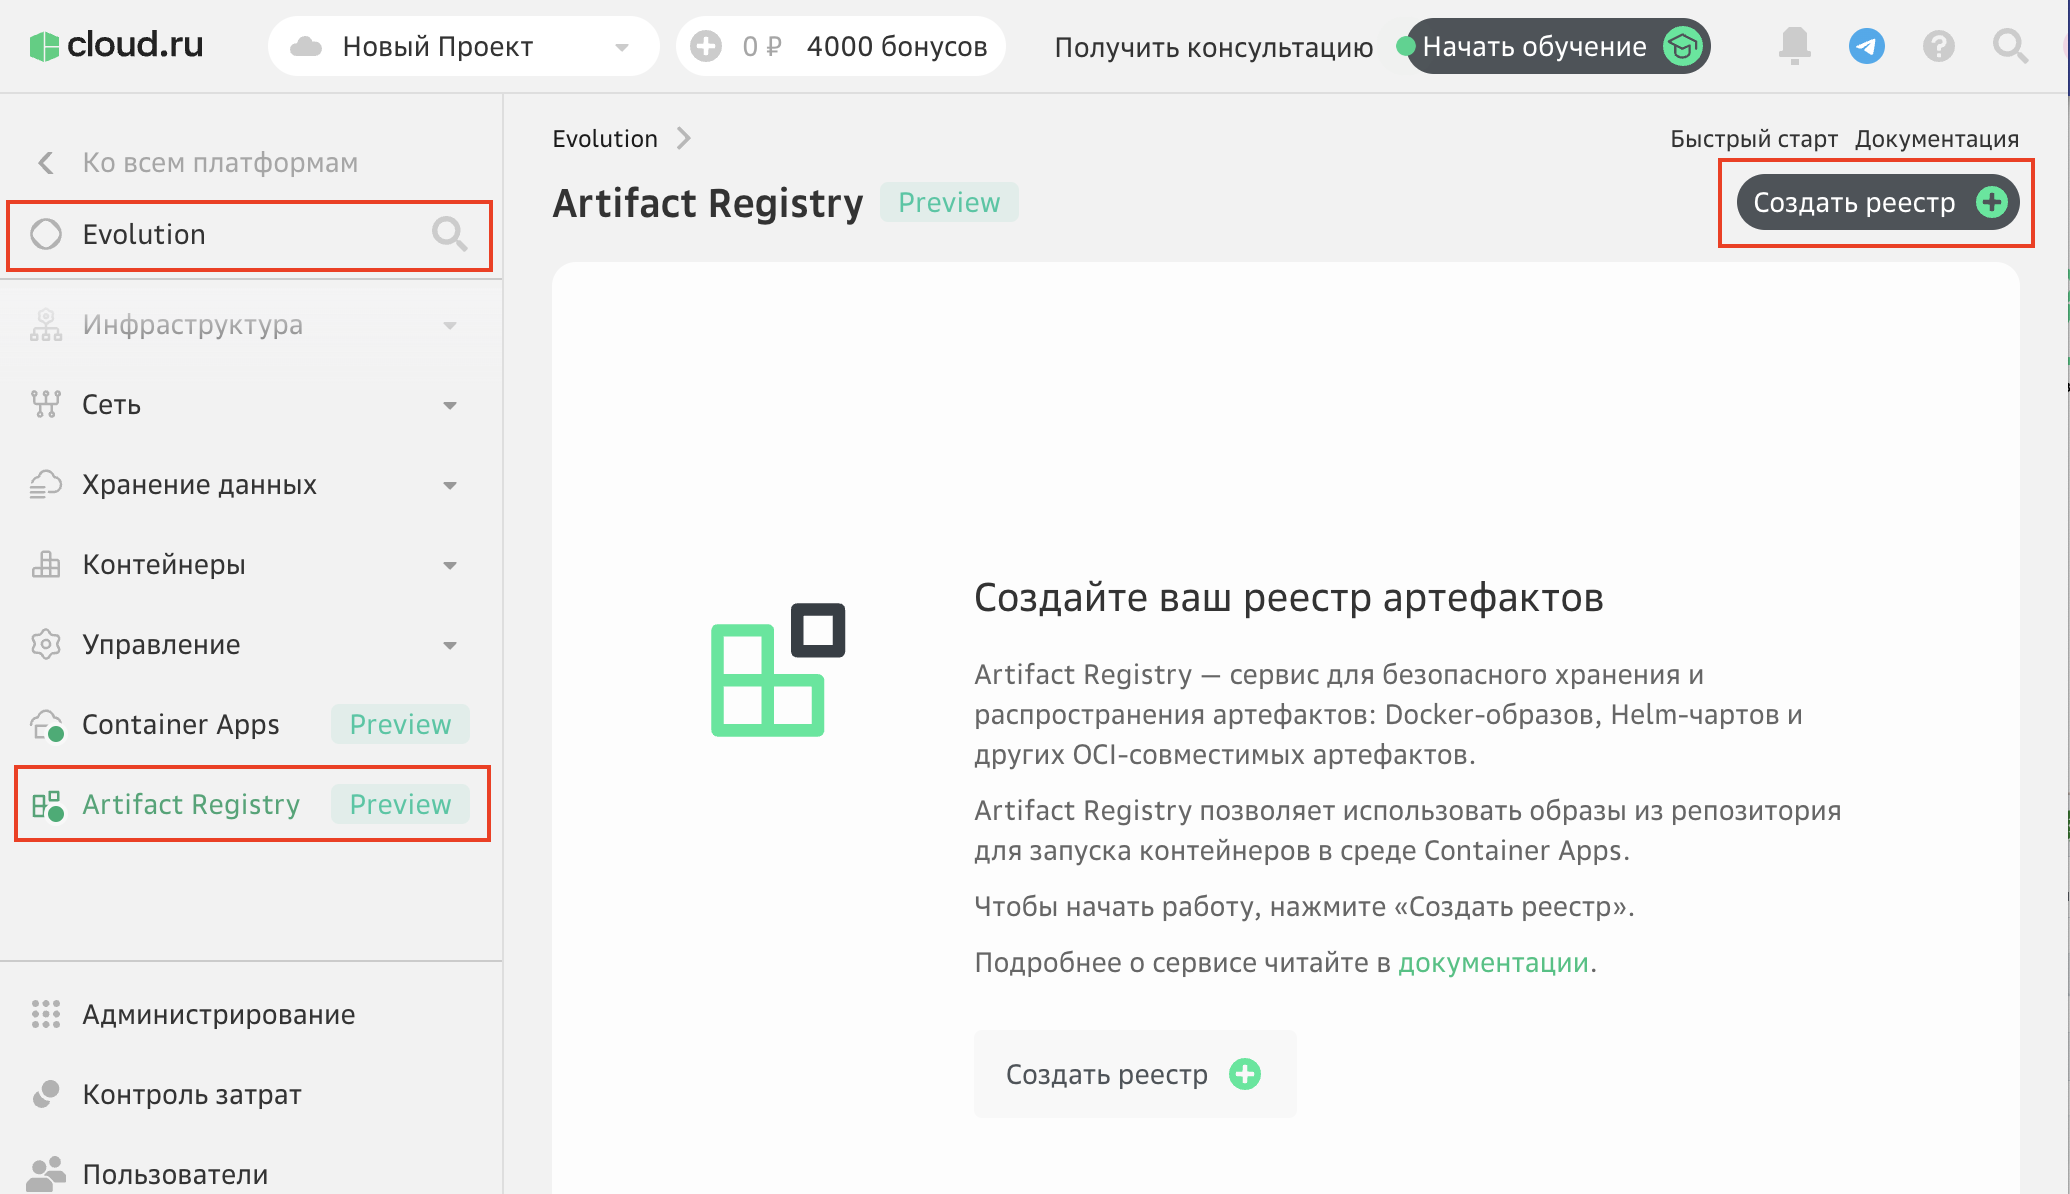 cloud.ru
Новый Проект
0 ₽ 4000 бонусов
Получить консультацию
Начать обучение
Ко всем платформам
Evolution
Инфраструктура
Сеть
Хранение данных
Контейнеры
Управление
Container Apps Preview
Artifact Registry Preview
Администрирование
Контроль затрат
Пользователи
Evolution
Быстрый старт Документация
Artifact Registry Preview
Создать реестр
Создайте ваш реестр артефактов
Artifact Registry — сервис для безопасного хранения и
распространения артефактов: Docker-образов, Helm-чартов и
других OCI-совместимых артефактов.
Artifact Registry позволяет использовать образы из репозитория
для запуска контейнеров в среде Container Apps.
Чтобы начать работу, нажмите «Создать реестр».
Подробнее о сервисе читайте в документации.
Создать реестр